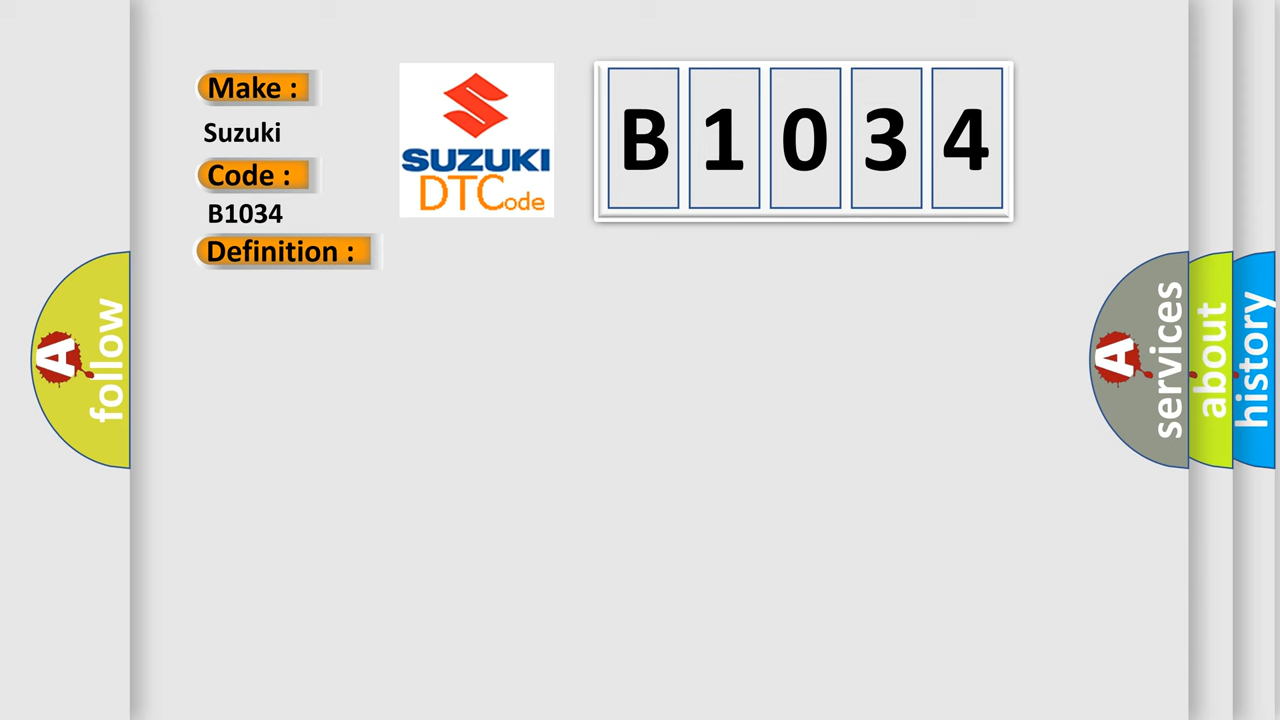 Make :
Suzuki
Code :
B1034
Definition :
SUZUKI
DTCode
B 1 0 3 4
A follow
A services
about
history